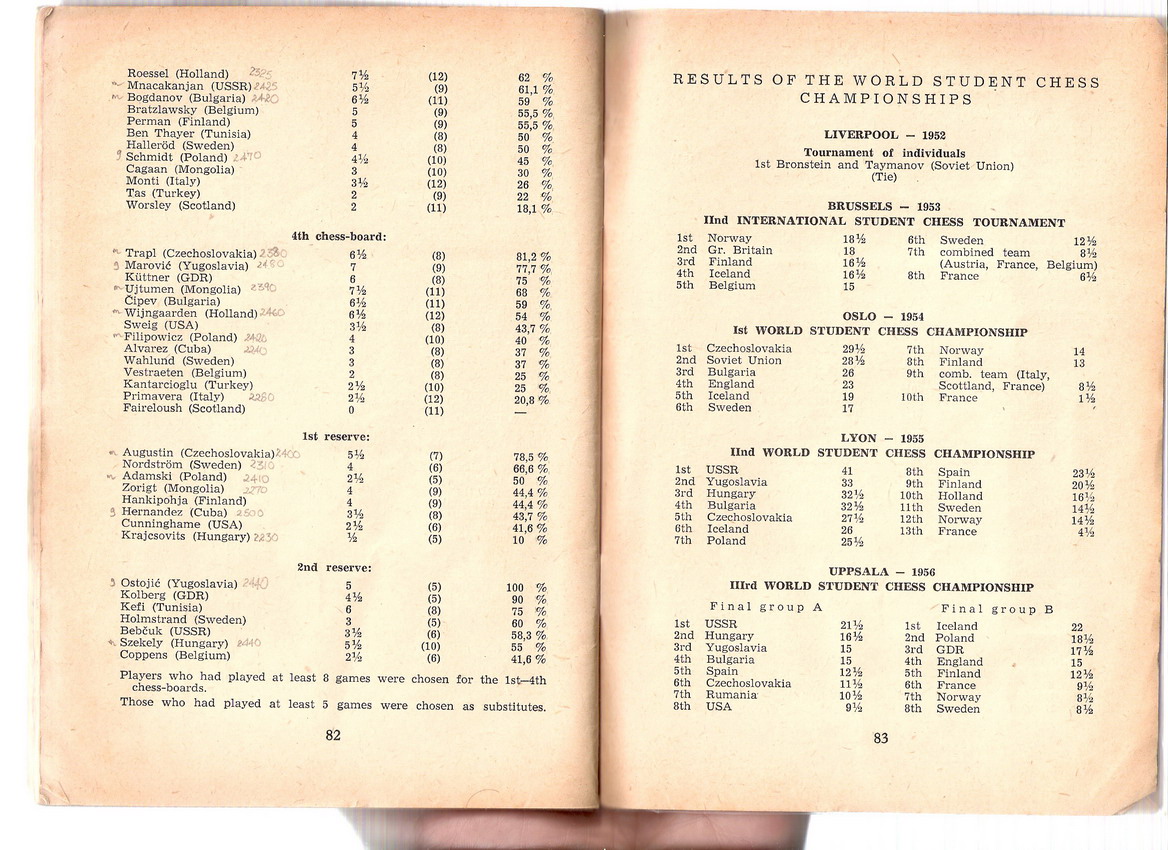 Roessel (Holland) 2325 7½ (12) 62 %
m Mnacakanjan (USSR) 2425 5½ (9) 61,1 %
m Bogdanov (Bulgaria) 2420 6½ (11) 59 %
Bratzlawsky (Belgium) 5 (9) 55,5 %
Perman (Finland) 5 (9) 55,5 %
Ben Thayer (Tunisia) 4 (8) 50 %
Halleröd (Sweden) 4 (8) 50 %
g Schmidt (Poland) 2470 4½ (10) 45 %
Cagaan (Mongolia) 3 (10) 30 %
Monti (Italy) 3½ (12) 26 %
Tas (Turkey) 2 (9) 22 %
Worsley (Scotland) 2 (11) 18,1 %
4th chess-board:
m Trapl (Czechoslovakia) 6½ (8) 81,2 %
g Marović (Yugoslavia) 7 (9) 77,7 %
Küttner (GDR) 6 (8) 75 %
m Ujtumen (Mongolia) 2390 7½ (11) 68 %
Čipev (Bulgaria) 6½ (11) 59 %
m Wijngaarden (Holland) 2460 6½ (12) 54 %
Sweig (USA) 3½ (8) 43,7 %
m Filipowicz (Poland) 4 (10) 40 %
Alvarez (Cuba) 3 (8) 37 %
Wahlund (Sweden) 3 (8) 37 %
Vestraeten (Belgium) 2 (8) 25 %
Kantarcioglu (Turkey) 2½ (10) 25 %
Primavera (Italy) 2½ (12) 20,8 %
Faireloush (Scotland) 0 (11) —
1st reserve:
m Augustin (Czechoslovakia) 2400 5½ (7) 78,5 %
Nordström (Sweden) 2310 4 (6) 66,6 %
m Adamski (Poland) 2410 2½ (5) 50 %
Zorigt (Mongolia) 2270 4 (9) 44,4 %
Hankipohja (Finland) 4 (9) 44,4 %
g Hernandez (Cuba) 2500 3½ (8) 43,7 %
Cunninghame (USA) 2½ (6) 41,6 %
Krajcsovits (Hungary) 2230 ½ (5) 10 %
2nd reserve:
g Ostojić (Yugoslavia) 2440 5 (5) 100 %
Kolberg (GDR) 4½ (5) 90 %
Kefi (Tunisia) 6 (8) 75 %
Holmstrand (Sweden) 3 (5) 60 %
Bebčuk (USSR) 3½ (6) 58,3 %
m Szekely (Hungary) 2440 5½ (10) 55 %
Coppens (Belgium) 2½ (6) 41,6 %
Players who had played at least 8 games were chosen for the 1st—4th
chess-boards.
Those who had played at least 5 games were chosen as substitutes.
82
RESULTS OF THE WORLD STUDENT CHESS
CHAMPIONSHIPS
LIVERPOOL — 1952
Tournament of individuals
1st Bronstein and Taymanov (Soviet Union)
(Tie)
BRUSSELS — 1953
IInd INTERNATIONAL STUDENT CHESS TOURNAMENT
1st Norway 18½ 6th Sweden 12½
2nd Gr. Britain 18 7th combined team 8½
3rd Finland 16½ (Austria, France, Belgium)
4th Iceland 16½ 8th France 6½
5th Belgium 15
OSLO — 1954
Ist WORLD STUDENT CHESS CHAMPIONSHIP
1st Czechoslovakia 29½ 7th Norway 14
2nd Soviet Union 28½ 8th Finland 13
3rd Bulgaria 26 9th comb. team (Italy,
4th England 23 Scottland, France) 8½
5th Iceland 19 10th France 1½
6th Sweden 17
LYON — 1955
IInd WORLD STUDENT CHESS CHAMPIONSHIP
1st USSR 41 8th Spain 23½
2nd Yugoslavia 33 9th Finland 20½
3rd Hungary 32½ 10th Holland 16½
4th Bulgaria 32½ 11th Sweden 14½
5th Czechoslovakia 27½ 12th Norway 14½
6th Iceland 26 13th France 4½
7th Poland 25½
UPPSALA — 1956
IIIrd WORLD STUDENT CHESS CHAMPIONSHIP
Final group A Final group B
1st USSR 21½ 1st Iceland 22
2nd Hungary 16½ 2nd Poland 18½
3rd Yugoslavia 15 3rd GDR 17½
4th Bulgaria 15 4th England 15
5th Spain 12½ 5th Finland 12½
6th Czechoslovakia 11½ 6th France 9½
7th Rumania 10½ 7th Norway 8½
8th USA 9½ 8th Sweden 8½
83